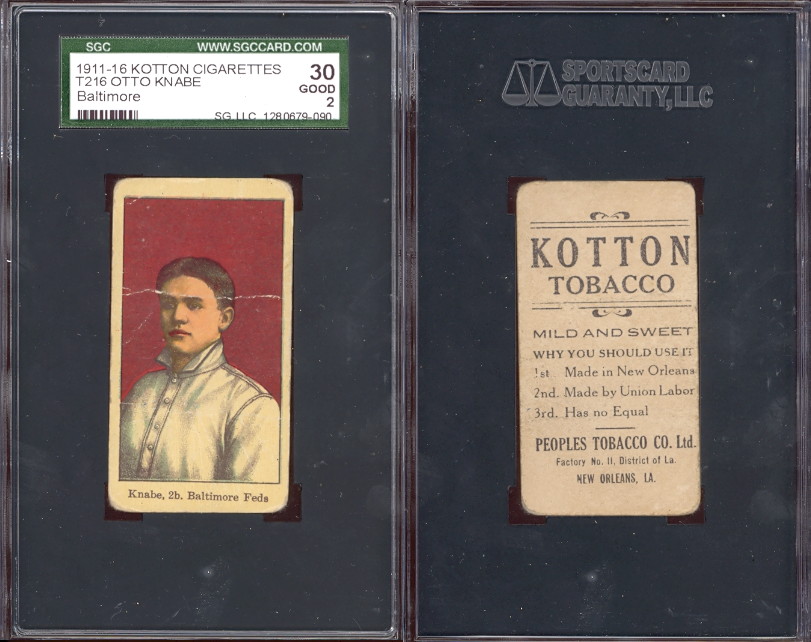 SGC WWW.SGCCARD.COM
1911-16 KOTTON CIGARETTES 30
T216 OTTO KNABE GOOD
Baltimore 2
SG LLC 1280679-090
Knabe, 2b. Baltimore Feds
SPORTSCARD
GUARANTY, LLC
KOTTON
TOBACCO
MILD AND SWEET
WHY YOU SHOULD USE IT
1st. Made in New Orleans
2nd. Made by Union Labor
3rd. Has no Equal
PEOPLES TOBACCO CO. Ltd.
Factory No. 11, District of La.
NEW ORLEANS, LA.